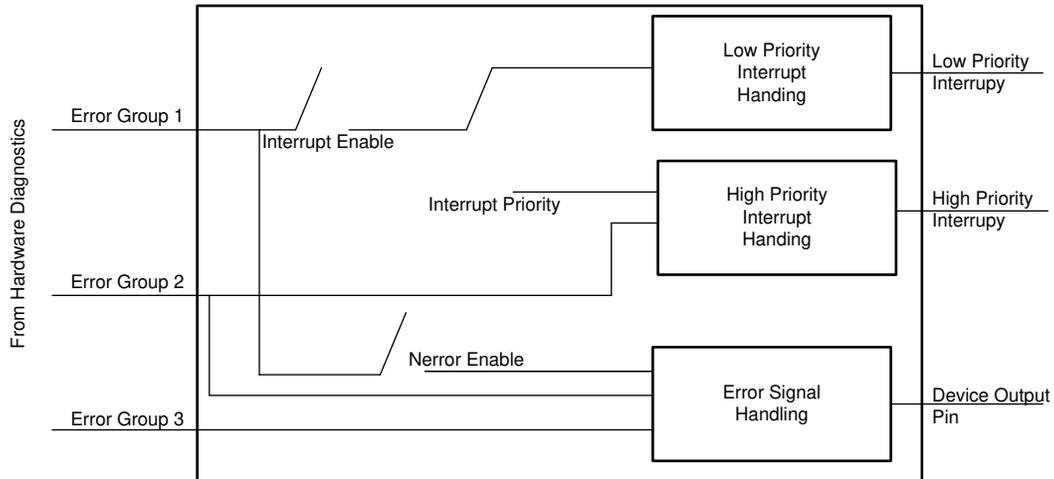 From Hardware Diagnostics
Error Group 1
Interrupt Enable
Low Priority
Interrupt
Handing
Low Priority
Interrupy
Interrupt Priority
High Priority
Interrupt
Handing
High Priority
Interrupy
Error Group 2
Nerror Enable
Error Signal
Handling
Device Output
Pin
Error Group 3